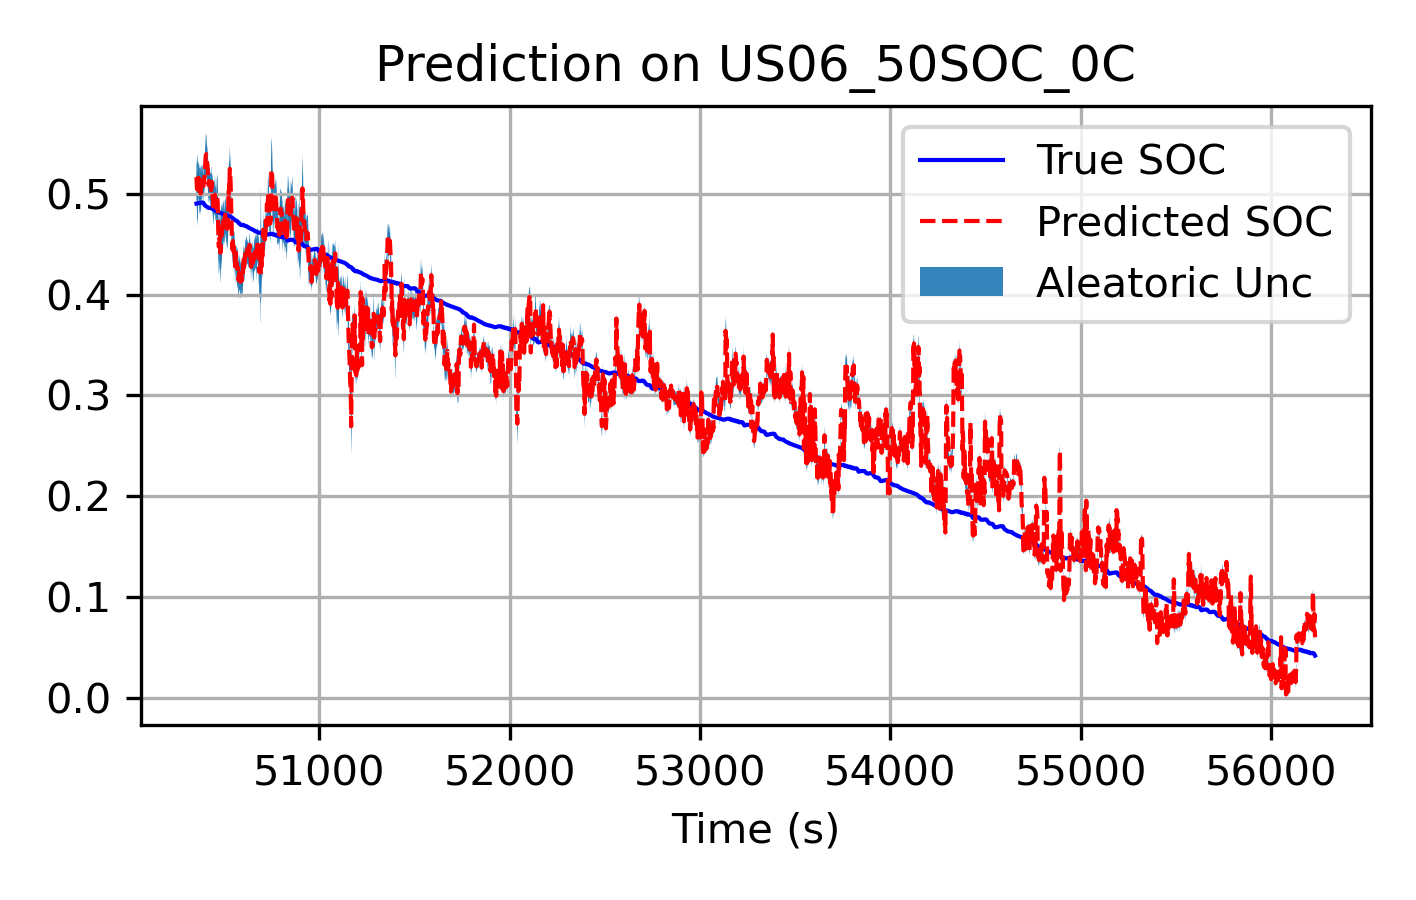 Prediction on US06_50SOC_0C
True SOC
Predicted SOC
Aleatoric Unc
0.5
0.4
0.3
0.2
0.1
0.0
51000 52000 53000 54000 55000 56000
Time (s)